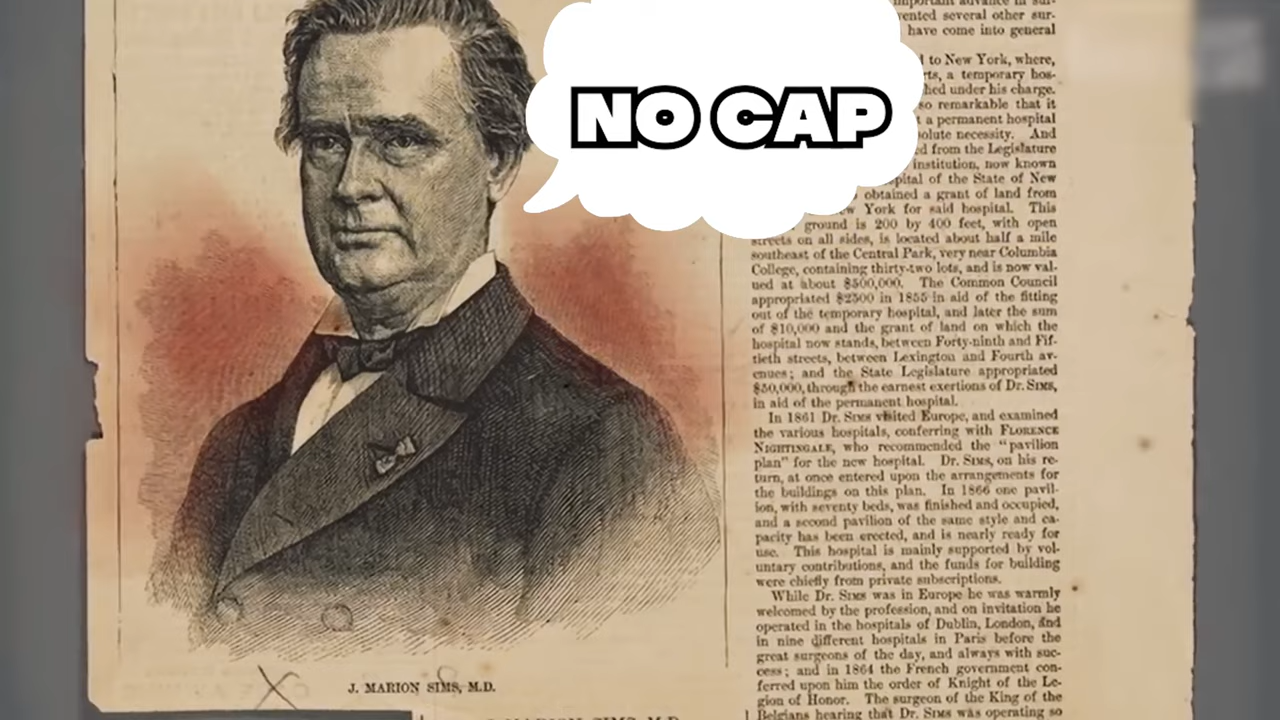 NO CAP
J. MARION SIMS, M.D.
important advance in sur-
vented several other sur-
have come into general
to New York, where,
a temporary hos-
under his charge.
so remarkable that it
a permanent hospital
necessity. And
from the Legislature
institution, now known
of the State of New
obtained a grant of land from
York for said hospital. This
ground is 200 by 400 feet, with open
streets on all sides, is located about half a mile
southeast of the Central Park, very near Columbia
College, containing thirty-two lots, and is now val-
ued at about $500,000. The Common Council
appropriated $2500 in 1855 in aid of the fitting
out of the temporary hospital, and later the sum
of $10,000 and the grant of land on which the
hospital now stands, between Forty-ninth and Fif-
tieth streets, between Lexington and Fourth av-
enues; and the State Legislature appropriated
$50,000, through the earnest exertions of Dr. SIMS,
in aid of the permanent hospital.
In 1861 Dr. SIMS visited Europe, and examined
the various hospitals, conferring with FLORENCE
NIGHTINGALE, who recommended the "pavilion
plan" for the new hospital. Dr. SIMS, on his re-
turn, at once entered upon the arrangements for
the buildings on this plan. In 1866 one pavil-
ion, with seventy beds, was finished and occupied,
and a second pavilion of the same style and ca-
pacity has been erected, and is nearly ready for
use. This hospital is mainly supported by vol-
untary contributions, and the funds for building
were chiefly from private subscriptions.
While Dr. SIMS was in Europe he was warmly
welcomed by the profession, and on invitation he
operated in the hospitals of Dublin, London, and
in nine different hospitals in Paris before the
great surgeons of the day, and always with suc-
cess; and in 1864 the French government con-
ferred upon him the order of Knight of the Le-
gion of Honor. The surgeon of the King of the
Belgians hearing that Dr. SIMS was operating so
J. MARION SIMS, M.D.